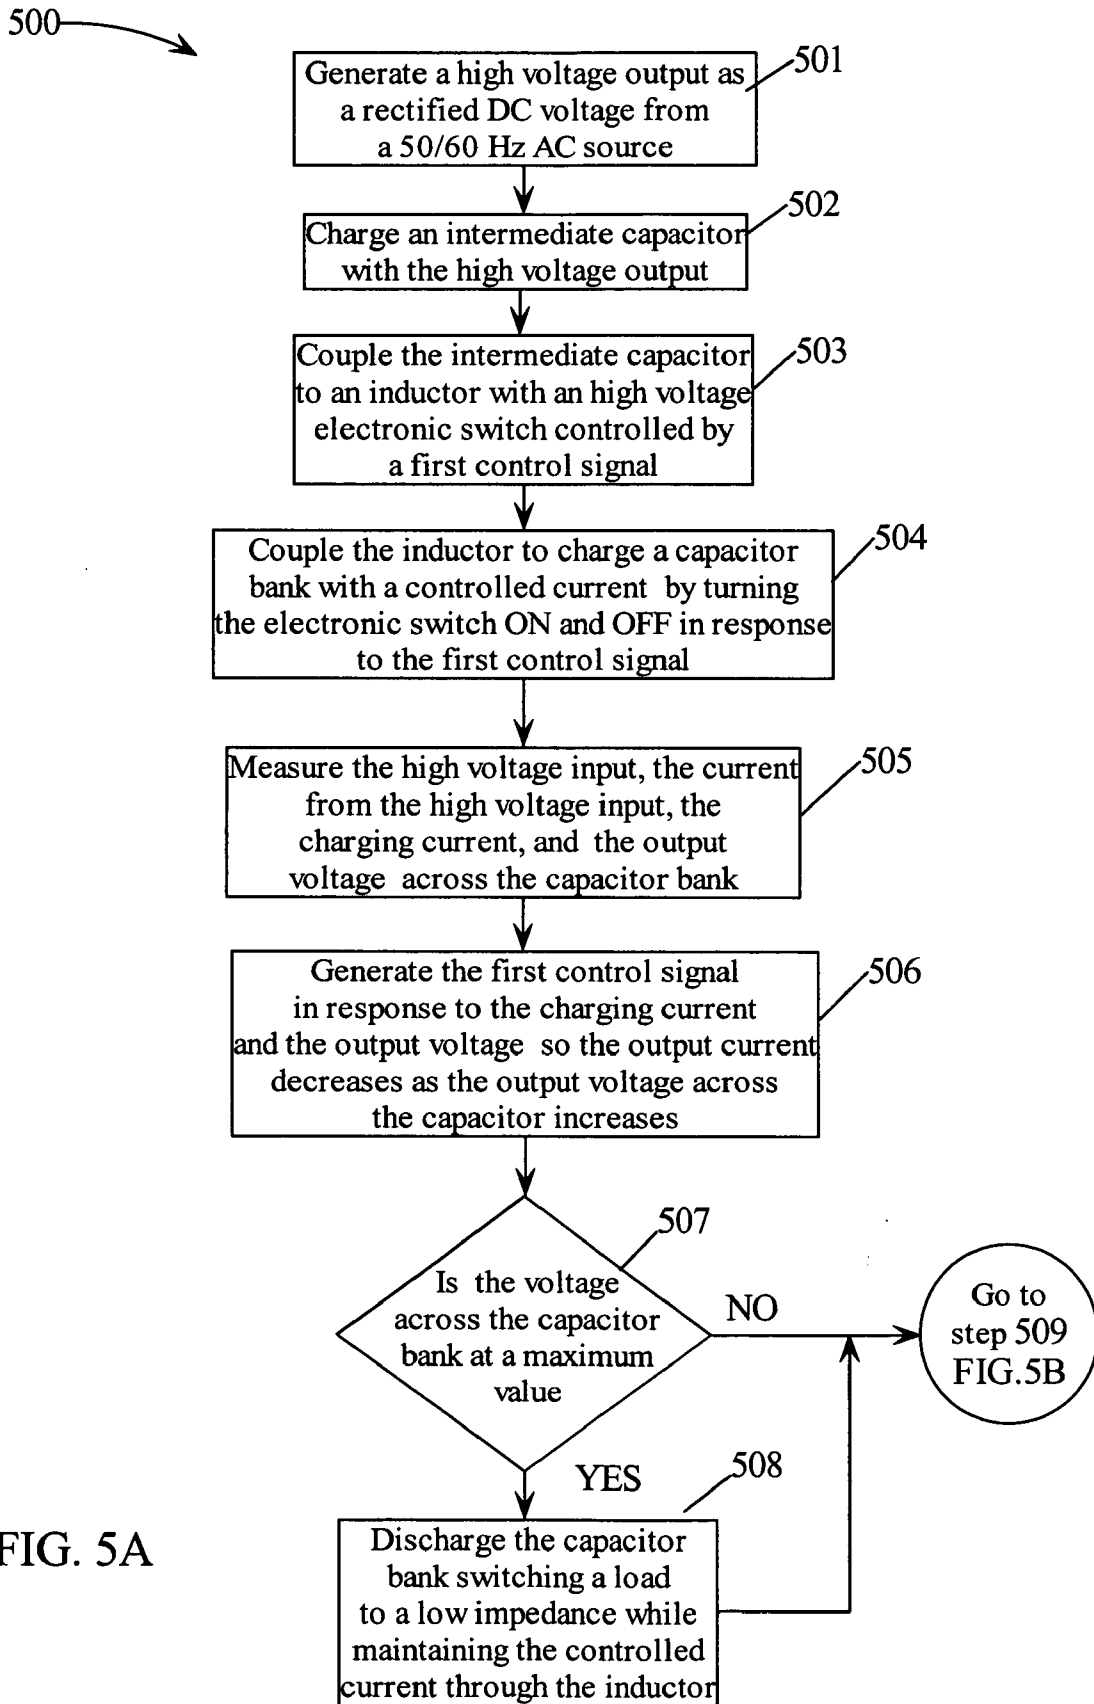 500
501
Generate a high voltage output as
a rectified DC voltage from
a 50/60 Hz AC source
502
Charge an intermediate capacitor
with the high voltage output
503
Couple the intermediate capacitor
to an inductor with an high voltage
electronic switch controlled by
a first control signal
504
Couple the inductor to charge a capacitor
bank with a controlled current by turning
the electronic switch ON and OFF in response
to the first control signal
505
Measure the high voltage input, the current
from the high voltage input, the
charging current, and the output
voltage across the capacitor bank
506
Generate the first control signal
in response to the charging current
and the output voltage so the output current
decreases as the output voltage across
the capacitor increases
507
Is the voltage
across the capacitor
bank at a maximum
value
NO
Go to
step 509
FIG.5B
YES
508
Discharge the capacitor
bank switching a load
to a low impedance while
maintaining the controlled
current through the inductor
FIG. 5A